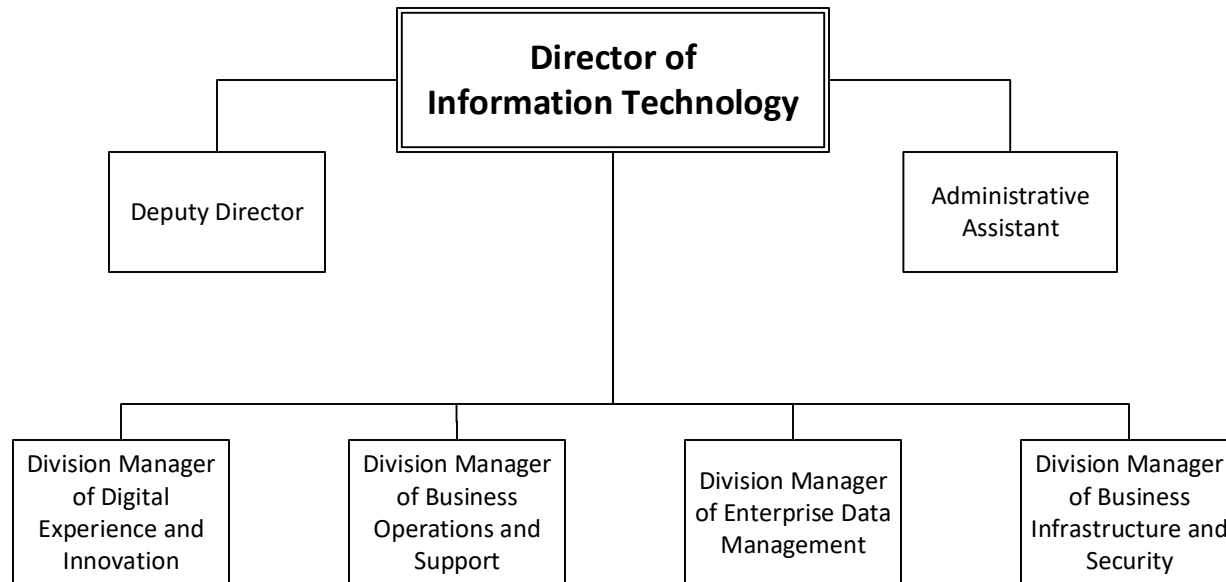 Director of
Information Technology
Deputy Director
Administrative
Assistant
Division Manager
of Digital
Experience and
Innovation
Division Manager
of Business
Operations and
Support
Division Manager
of Enterprise Data
Management
Division Manager
of Business
Infrastructure and
Security